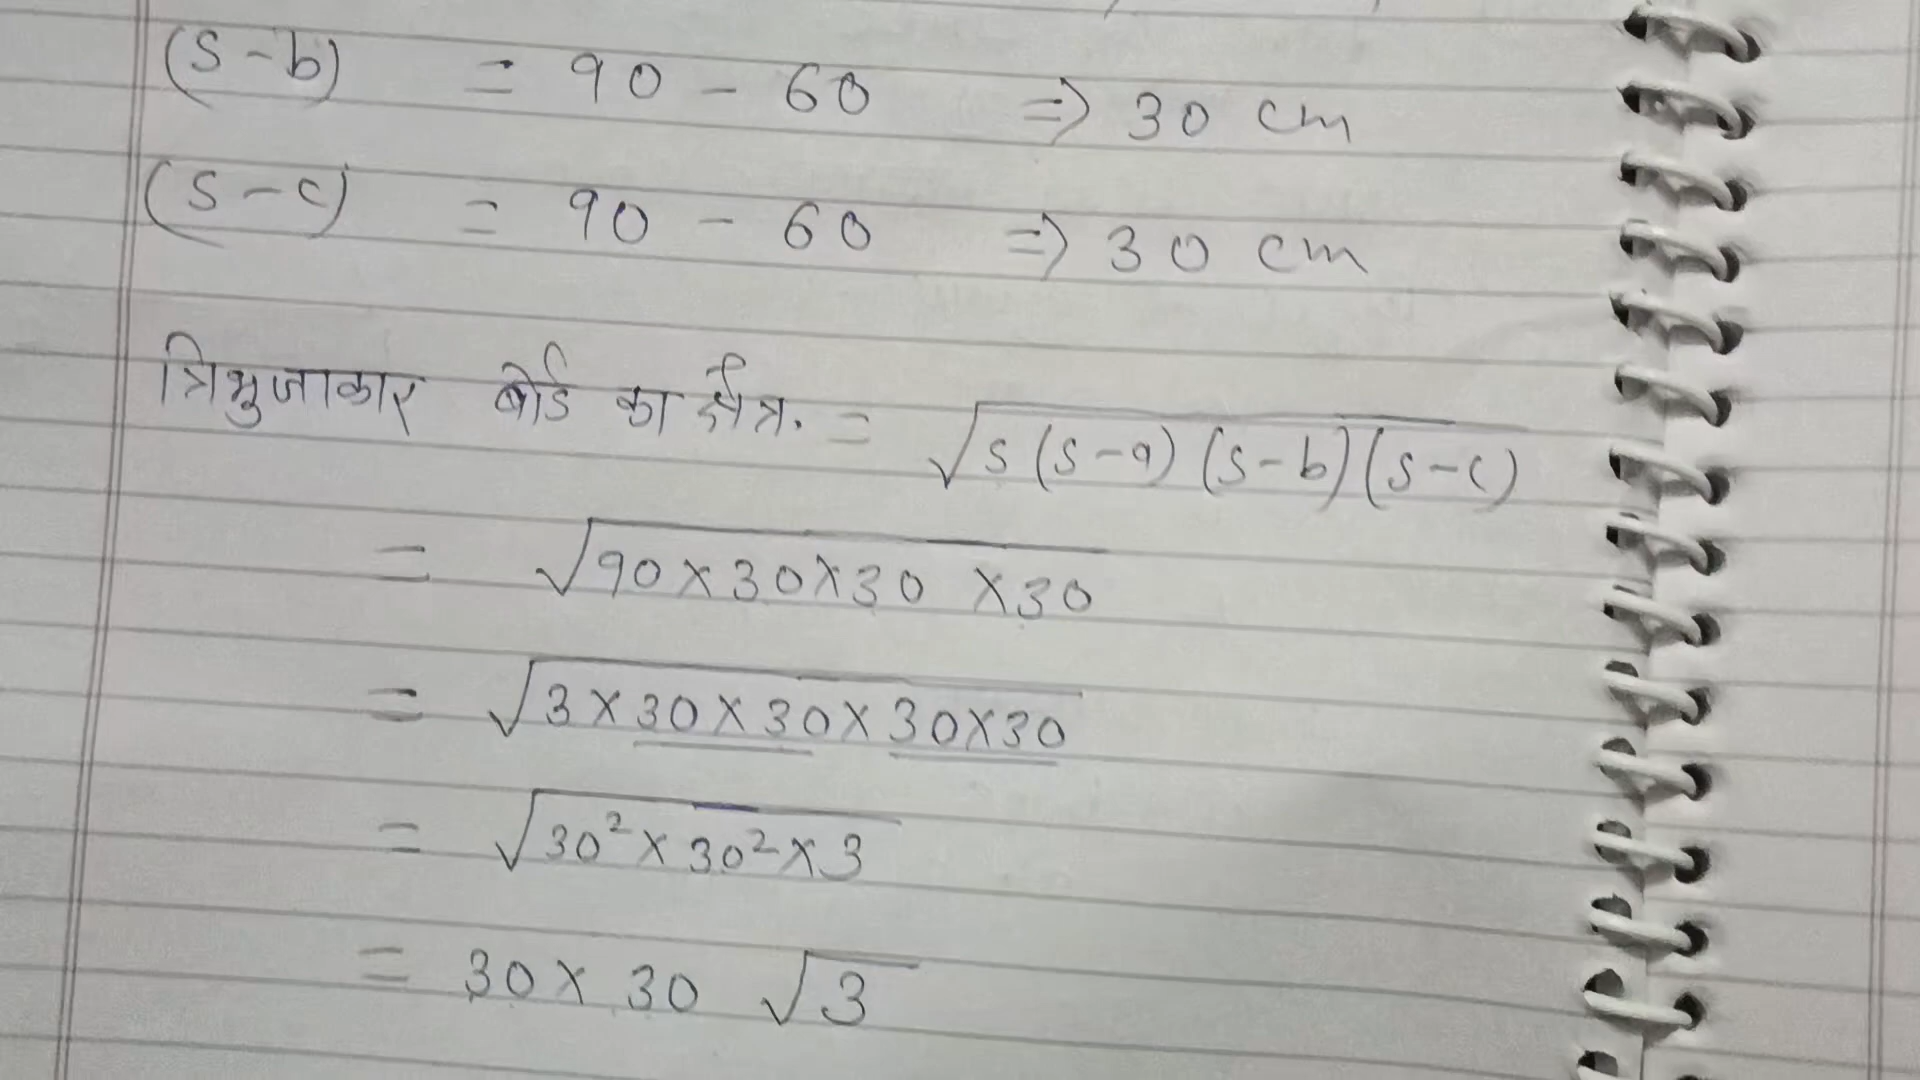 (s-b) = 90 - 60 => 30 cm
(s-c) = 90 - 60 => 30 cm
त्रिभुजाकार बोर्ड का क्षेत्र. = √s(s-a)(s-b)(s-c)
= √90×30×30×30
= √3×30×30×30×30
= √30²×30²×3
= 30×30 √3